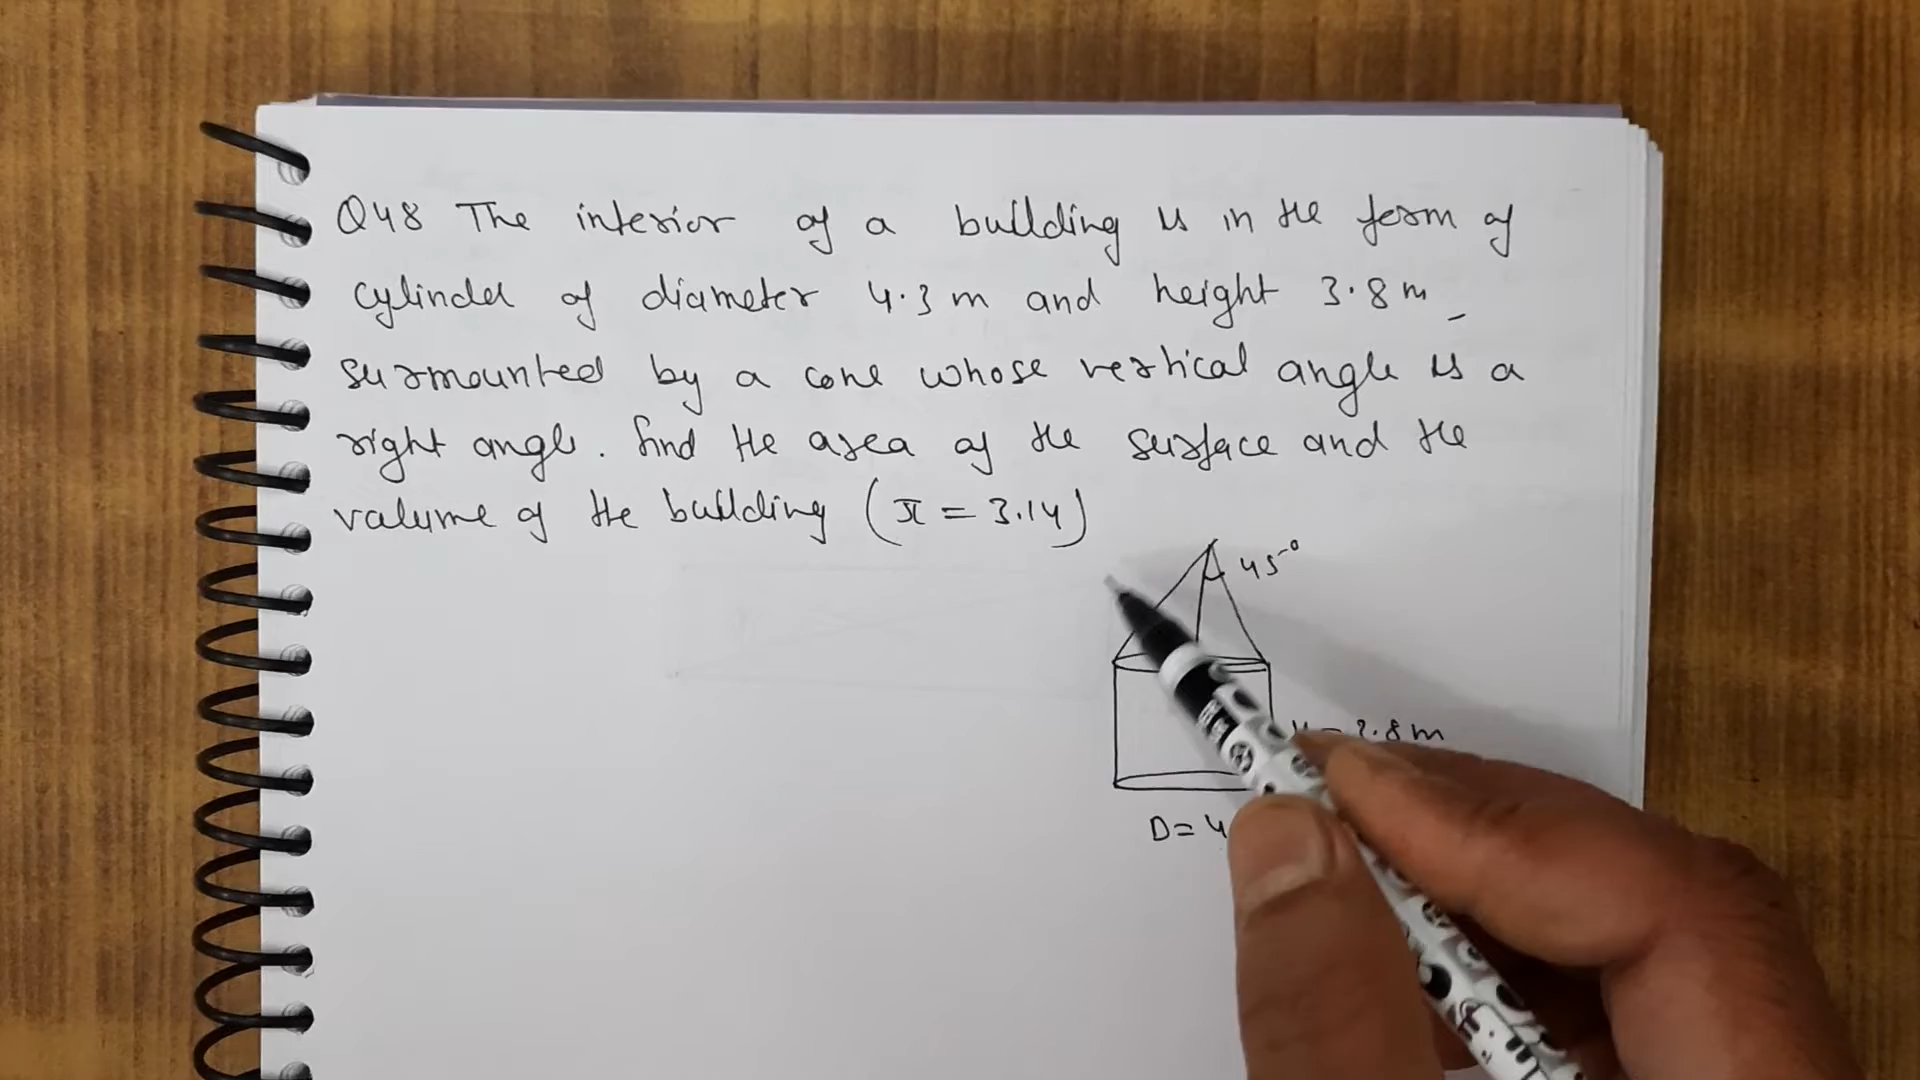 Q48 The interior of a building is in the form of
cylinder of diameter 4.3 m and height 3.8 m
surmounted by a cone whose vertical angle is a
right angle. find the area of the surface and the
volume of the building (π = 3.14)
45°
3.8 m
D = 4